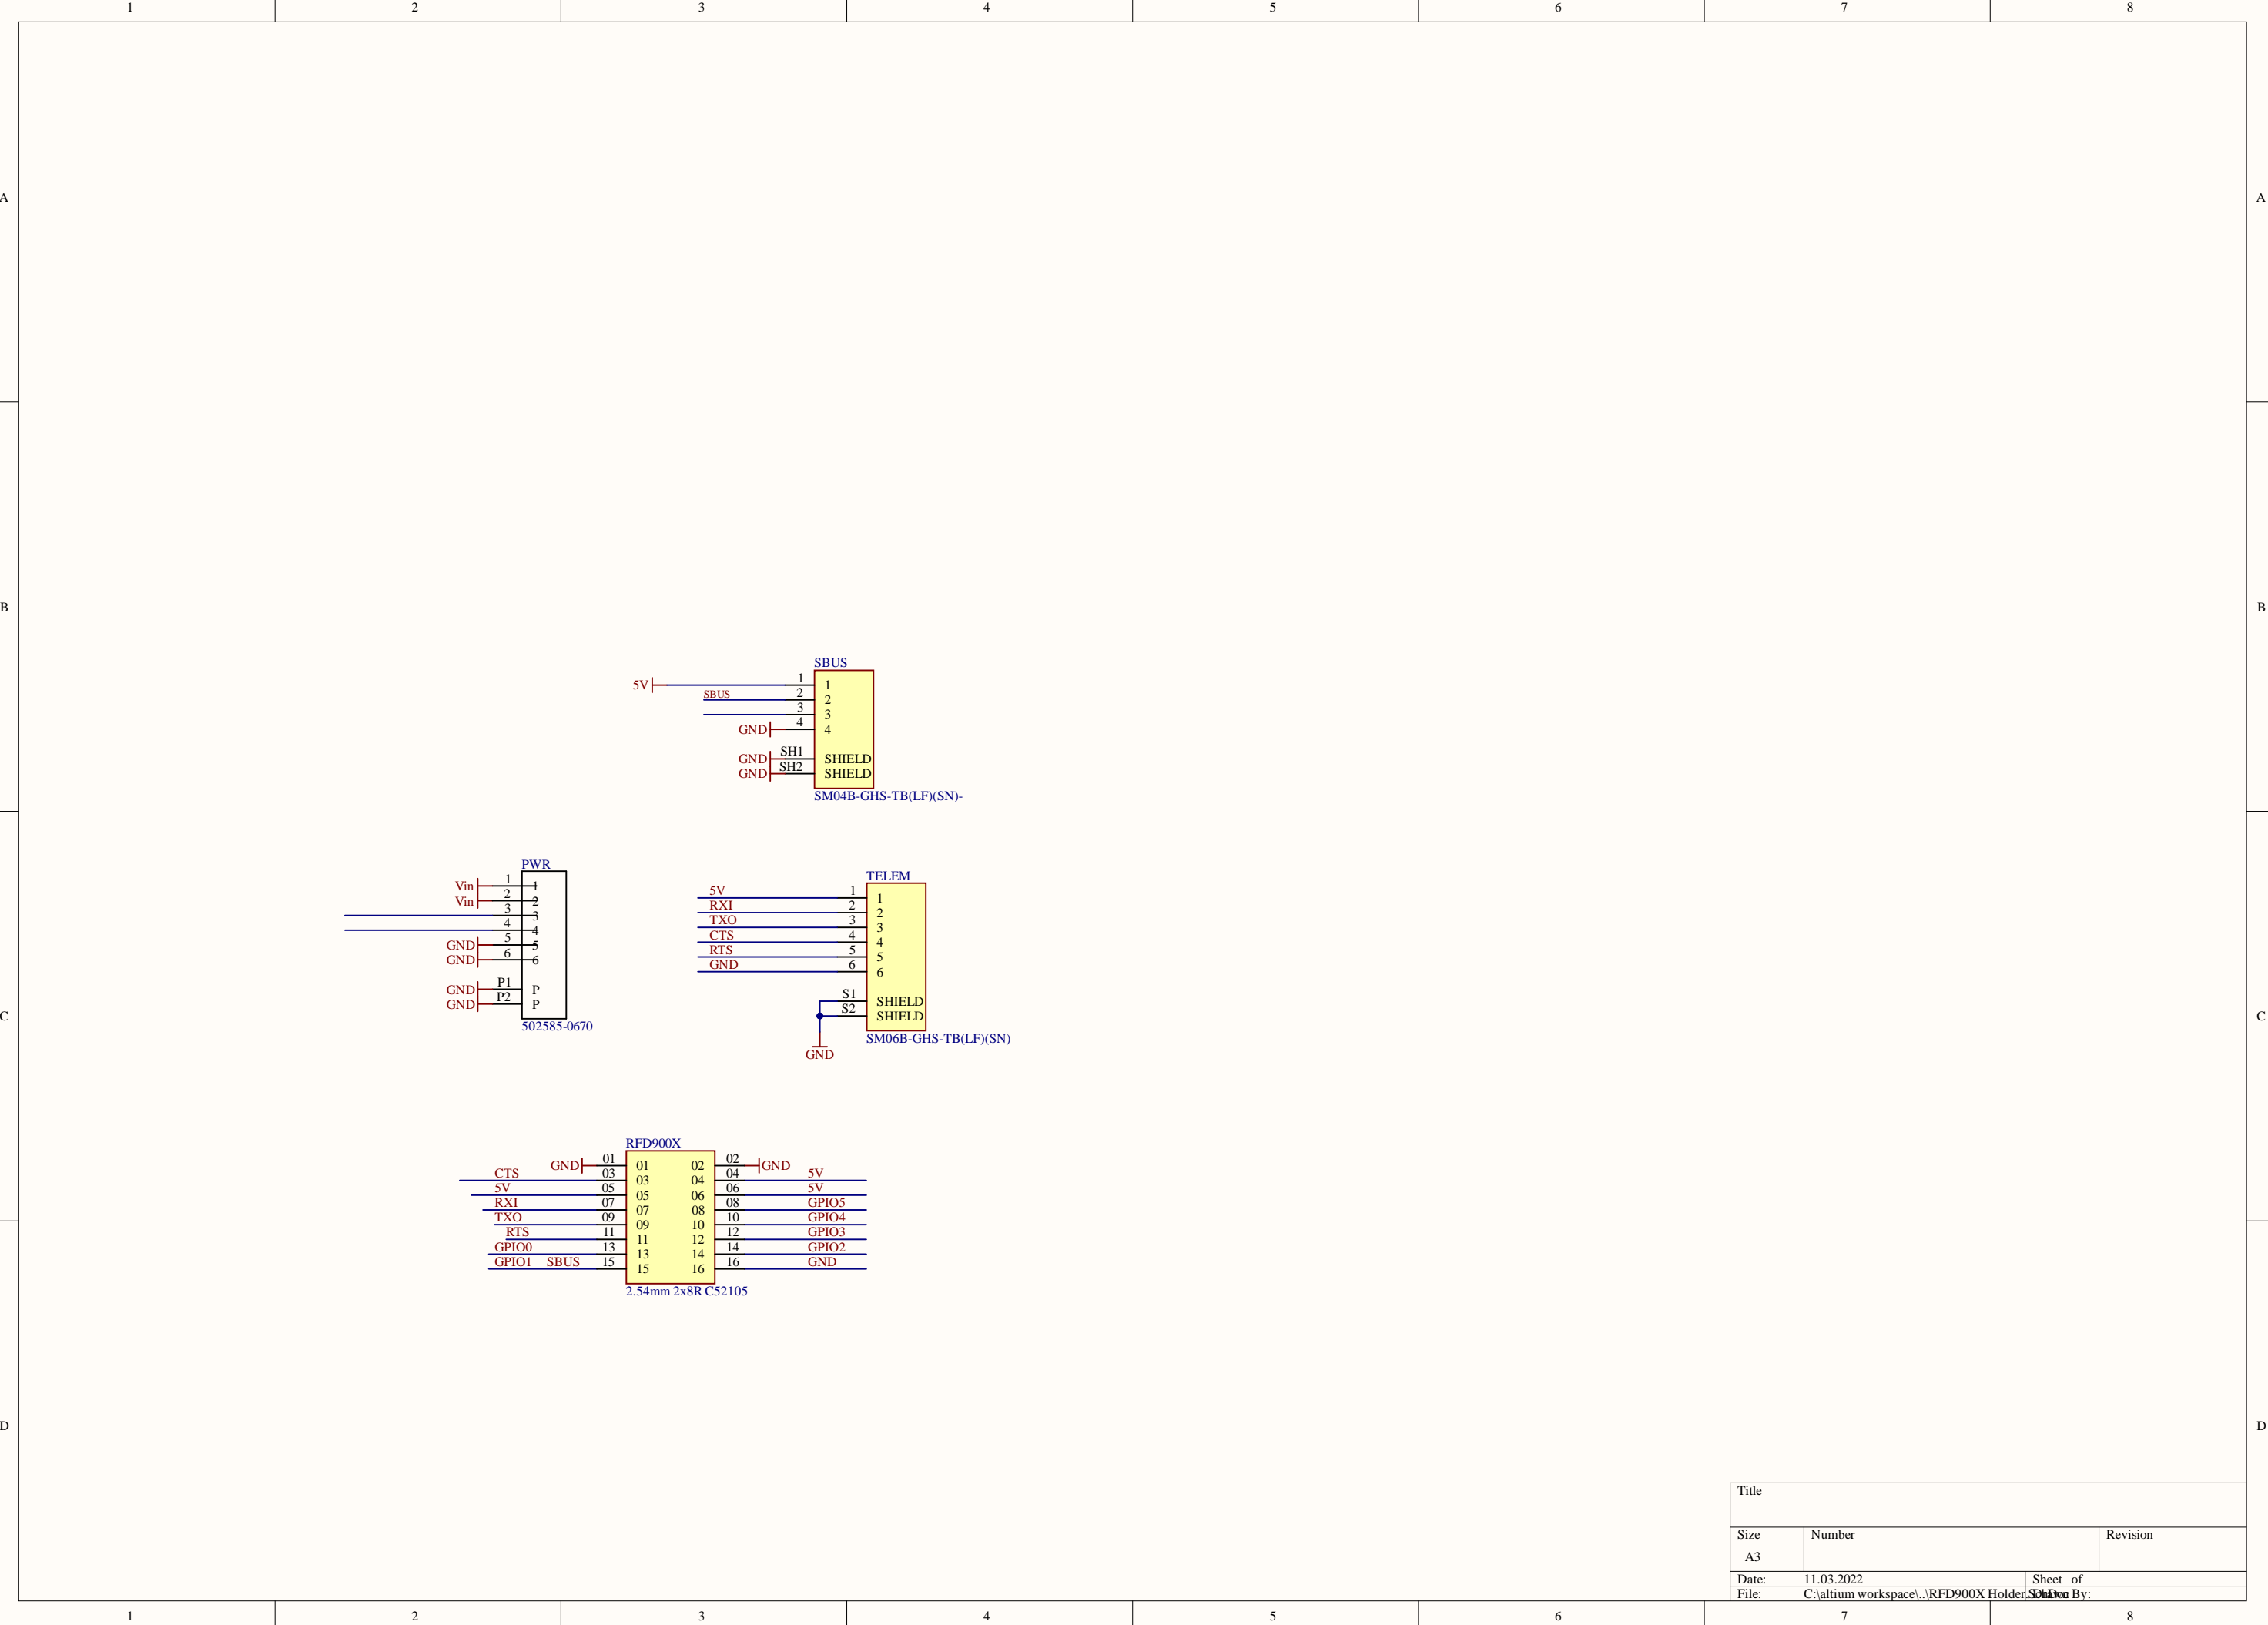 1 2 3 4 5 6 7 8
A A
B B
SBUS
5V 1 1
SBUS 2 2
3 3
GND 4 4
GND SH1 SHIELD
GND SH2 SHIELD
SM04B-GHS-TB(LF)(SN)-
PWR
Vin 1 1
Vin 2 2
3 3
4 4
GND 5 5
GND 6 6
GND P1 P
GND P2 P
502585-0670
TELEM
5V 1 1
RXI 2 2
TXO 3 3
CTS 4 4
RTS 5 5
GND 6 6
S1 SHIELD
S2 SHIELD
SM06B-GHS-TB(LF)(SN)
GND
C C
RFD900X
GND 01 01 02 02 GND
CTS 03 03 04 04 5V
5V 05 05 06 06 5V
RXI 07 07 08 08 GPIO5
TXO 09 09 10 10 GPIO4
RTS 11 11 12 12 GPIO3
GPIO0 13 13 14 14 GPIO2
GPIO1 SBUS 15 15 16 16 GND
2.54mm 2x8R C52105
D D
Title
Size Number Revision
A3
Date: 11.03.2022 Sheet of
File: C:\altium workspace\..\RFD900X Holder.SchDoc Drawn By:
1 2 3 4 5 6 7 8